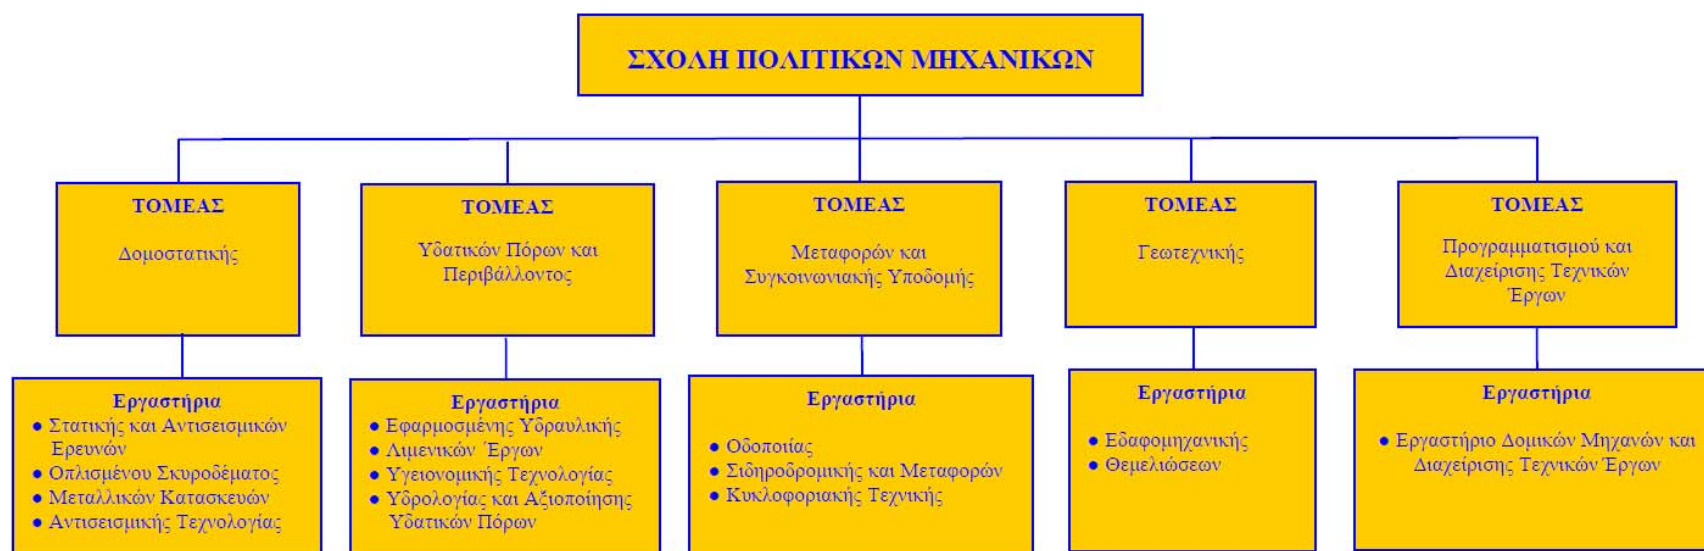 ΣΧΟΛΗ ΠΟΛΙΤΙΚΩΝ ΜΗΧΑΝΙΚΩΝ
ΤΟΜΕΑΣ
Δομοστατικής
ΤΟΜΕΑΣ
Υδατικών Πόρων και
Περιβάλλοντος
ΤΟΜΕΑΣ
Μεταφορών και
Συγκοινωνιακής Υποδομής
ΤΟΜΕΑΣ
Γεωτεχνικής
ΤΟΜΕΑΣ
Προγραμματισμού και
Διαχείρισης Τεχνικών
Έργων
Εργαστήρια
● Στατικής και Αντισεισμικών
Ερευνών
● Οπλισμένου Σκυροδέματος
● Μεταλλικών Κατασκευών
● Αντισεισμικής Τεχνολογίας
Εργαστήρια
● Εφαρμοσμένης Υδραυλικής
● Λιμενικών Έργων
● Υγειονομικής Τεχνολογίας
● Υδρολογίας και Αξιοποίησης
Υδατικών Πόρων
Εργαστήρια
● Οδοποιίας
● Σιδηροδρομικής και Μεταφορών
● Κυκλοφοριακής Τεχνικής
Εργαστήρια
● Εδαφομηχανικής
● Θεμελιώσεων
Εργαστήρια
● Εργαστήριο Δομικών Μηχανών και
Διαχείρισης Τεχνικών Έργων